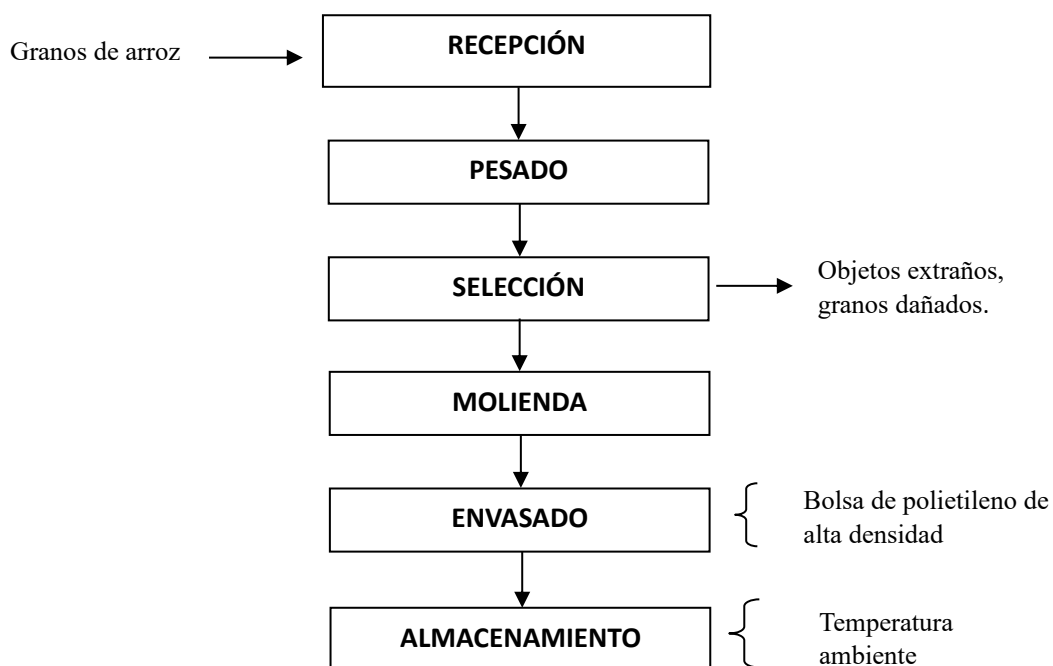 RECEPCIÓN
Granos de arroz
PESADO
SELECCIÓN
Objetos extraños,
granos dañados.
MOLIENDA
ENVASADO
Bolsa de polietileno de
alta densidad
ALMACENAMIENTO
Temperatura
ambiente